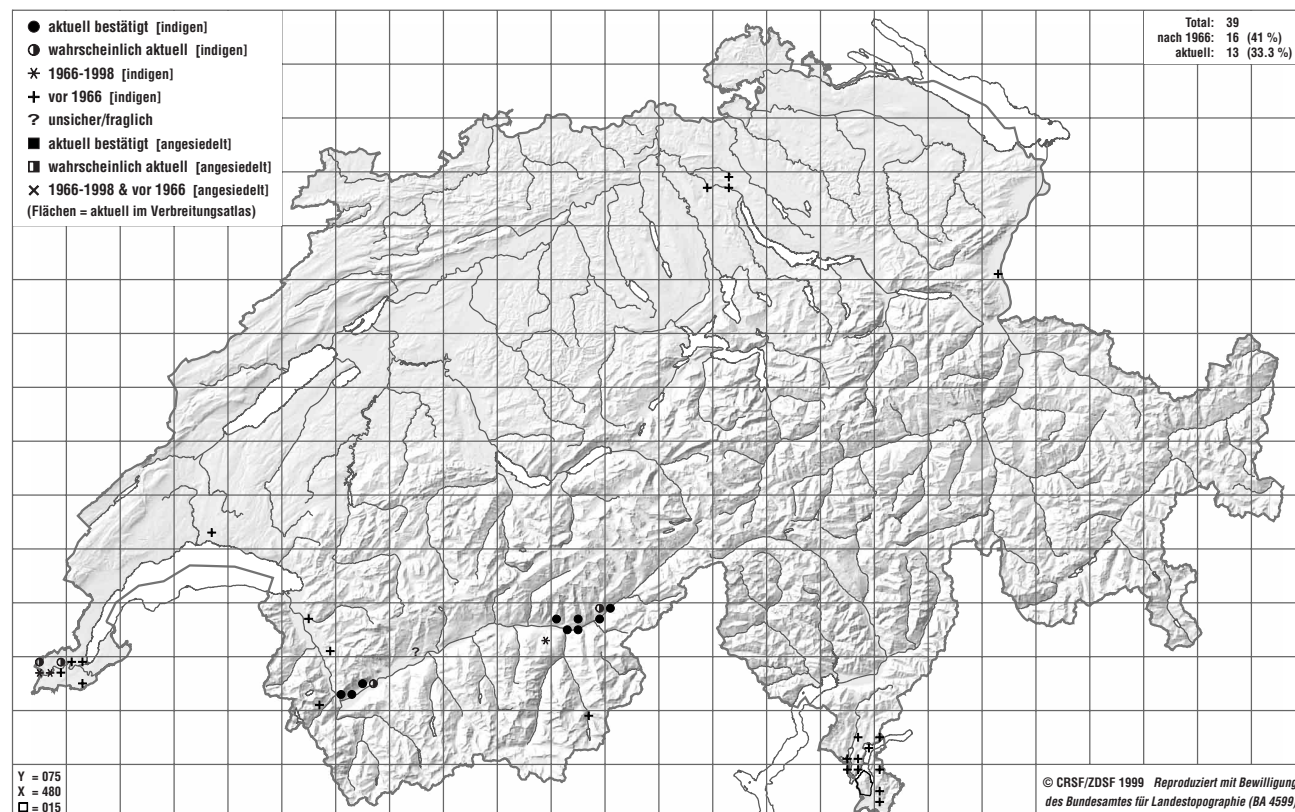 ● aktuell bestätigt [indigen]
◑ wahrscheinlich aktuell [indigen]
✳ 1966-1998 [indigen]
+ vor 1966 [indigen]
? unsicher/fraglich
■ aktuell bestätigt [angesiedelt]
◨ wahrscheinlich aktuell [angesiedelt]
× 1966-1998 & vor 1966 [angesiedelt]
(Flächen = aktuell im Verbreitungsatlas)
Total: 39
nach 1966: 16 (41 %)
aktuell: 13 (33.3 %)
?
Y = 075
X = 480
□ = 015
© CRSF/ZDSF 1999 Reproduziert mit Bewilligung
des Bundesamtes für Landestopographie (BA 4599)